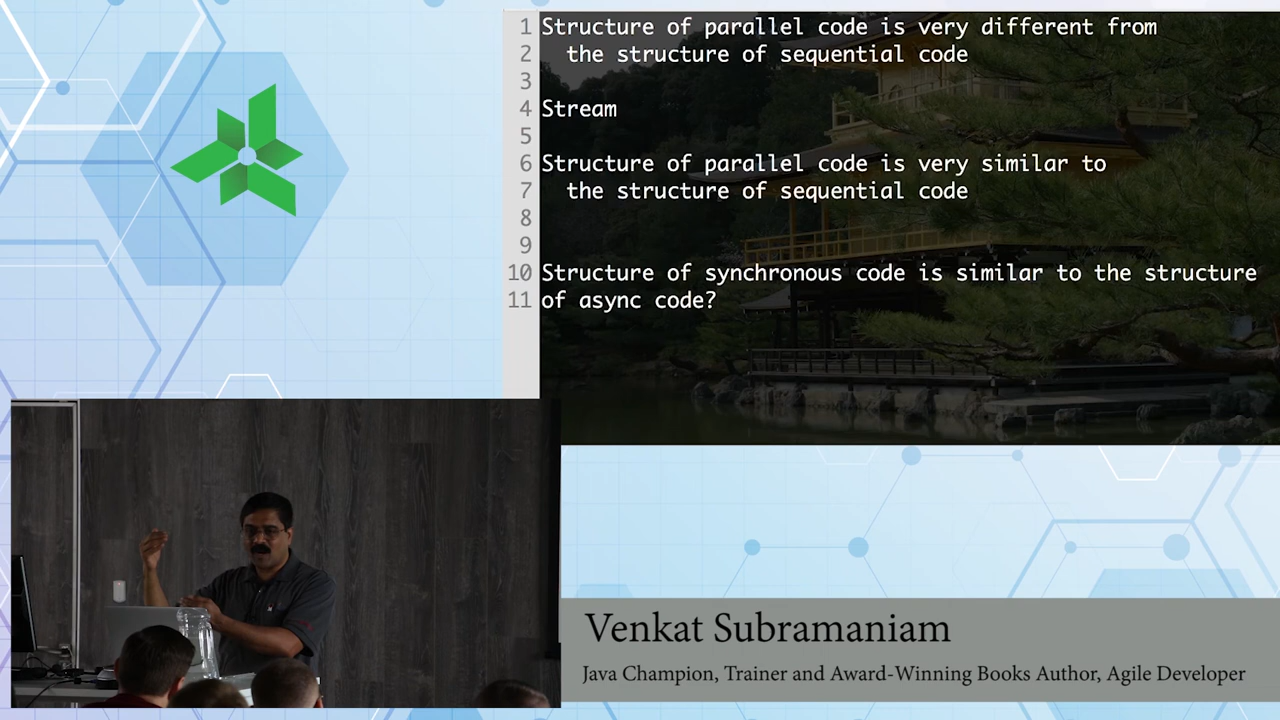 1 Structure of parallel code is very different from
2 the structure of sequential code
3
4 Stream
5
6 Structure of parallel code is very similar to
7 the structure of sequential code
8
9
10 Structure of synchronous code is similar to the structure
11 of async code?
Venkat Subramaniam
Java Champion, Trainer and Award-Winning Books Author, Agile Developer